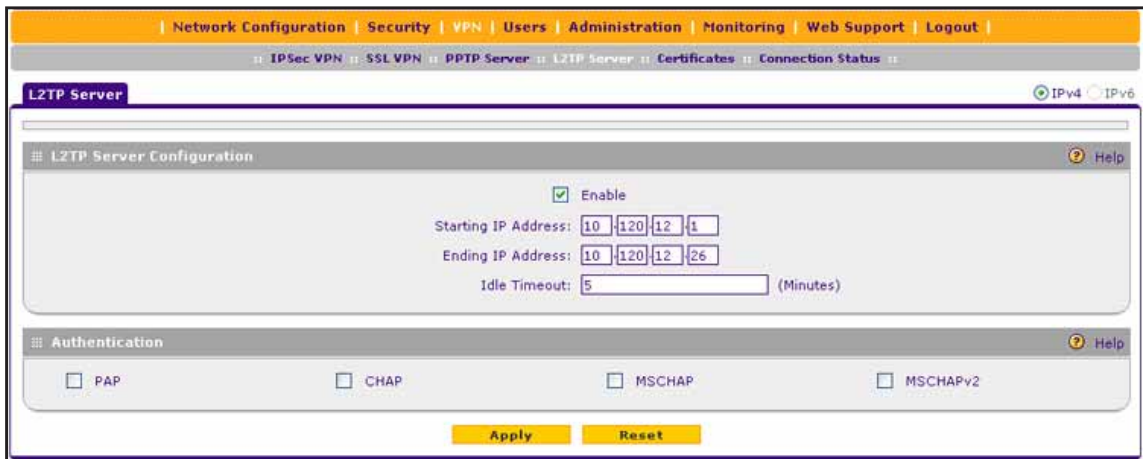 | Network Configuration | Security | VPN | Users | Administration | Monitoring | Web Support | Logout |
:: IPSec VPN :: SSL VPN :: PPTP Server :: L2TP Server :: Certificates :: Connection Status ::
L2TP Server IPv4 IPv6
L2TP Server Configuration Help
Enable
Starting IP Address: 10 .120.12 .1
Ending IP Address: 10 .120.12 .26
Idle Timeout: 5 (Minutes)
Authentication Help
PAP CHAP MSCHAP MSCHAPv2
Apply Reset